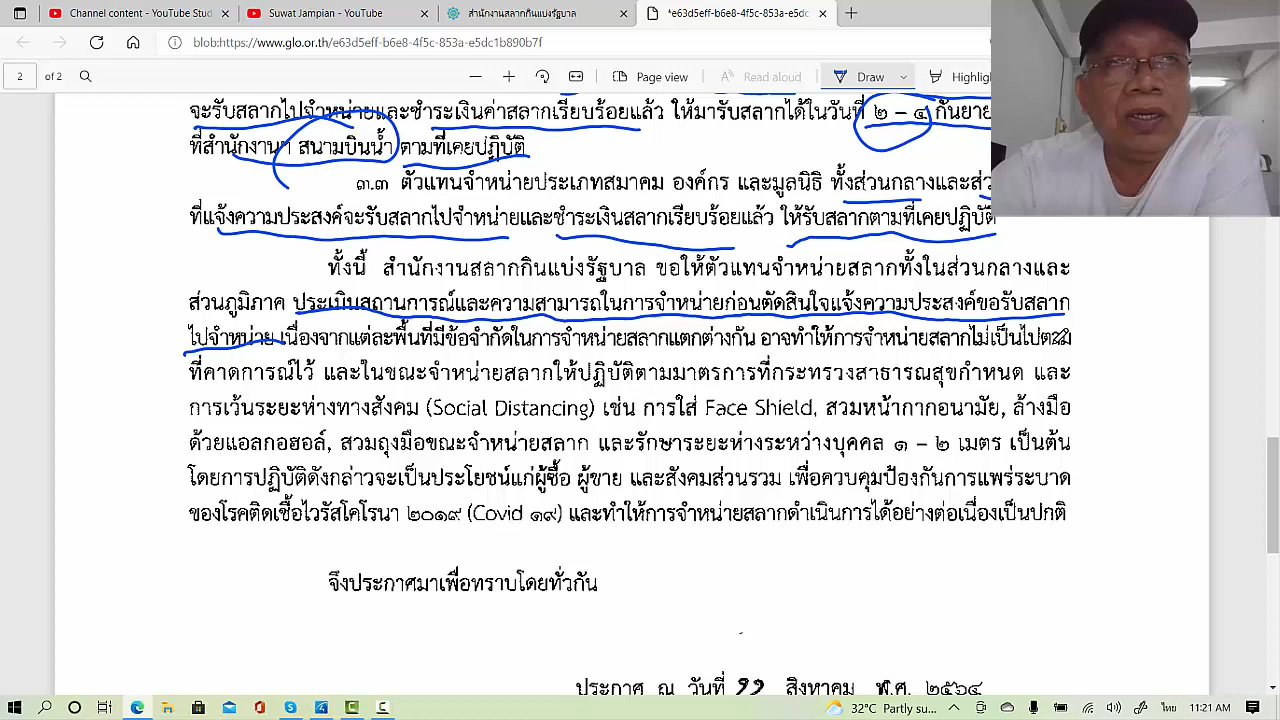 Channel content - YouTube Stud
Suwat Jampian - YouTube
สำนักงานสลากกินแบ่งรัฐบาล
*e63d5eff-b6e8-4f5c-853a-e5dc
blob:https://www.glo.or.th/e63d5eff-b6e8-4f5c-853a-e5dc1b890b7f
2 of 2
Page view
Read aloud
Draw
Highligh
จะรับสลากไปจำหน่ายและชำระเงินค่าสลากเรียบร้อยแล้ว ให้มารับสลากได้ในวันที่ ๒ – ๔ กันยาย
ที่สำนักงานฯ สนามบินน้ำ ตามที่เคยปฏิบัติ
๓.๓ ตัวแทนจำหน่ายประเภทสมาคม องค์กร และมูลนิธิ ทั้งส่วนกลางและส่ว
ที่แจ้งความประสงค์จะรับสลากไปจำหน่ายและชำระเงินสลากเรียบร้อยแล้ว ให้รับสลากตามที่เคยปฏิบัติ
ทั้งนี้ สำนักงานสลากกินแบ่งรัฐบาล ขอให้ตัวแทนจำหน่ายสลากทั้งในส่วนกลางและ
ส่วนภูมิภาค ประเมินสถานการณ์และความสามารถในการจำหน่ายก่อนตัดสินใจแจ้งความประสงค์ขอรับสลาก
ไปจำหน่าย เนื่องจากแต่ละพื้นที่มีข้อจำกัดในการจำหน่ายสลากแตกต่างกัน อาจทำให้การจำหน่ายสลากไม่เป็นไปตาม
ที่คาดการณ์ไว้ และในขณะจำหน่ายสลากให้ปฏิบัติตามมาตรการที่กระทรวงสาธารณสุขกำหนด และ
การเว้นระยะห่างทางสังคม (Social Distancing) เช่น การใส่ Face Shield, สวมหน้ากากอนามัย, ล้างมือ
ด้วยแอลกอฮอล์, สวมถุงมือขณะจำหน่ายสลาก และรักษาระยะห่างระหว่างบุคคล ๑ – ๒ เมตร เป็นต้น
โดยการปฏิบัติดังกล่าวจะเป็นประโยชน์แก่ผู้ซื้อ ผู้ขาย และสังคมส่วนรวม เพื่อควบคุมป้องกันการแพร่ระบาด
ของโรคติดเชื้อไวรัสโคโรนา ๒๐๑๙ (Covid ๑๙) และทำให้การจำหน่ายสลากดำเนินการได้อย่างต่อเนื่องเป็นปกติ
จึงประกาศมาเพื่อทราบโดยทั่วกัน
ประกาศ ณ วันที่ สิงหาคม พ.ศ. ๒๕๖๔
32°C Partly su...
ไทย
11:21 AM